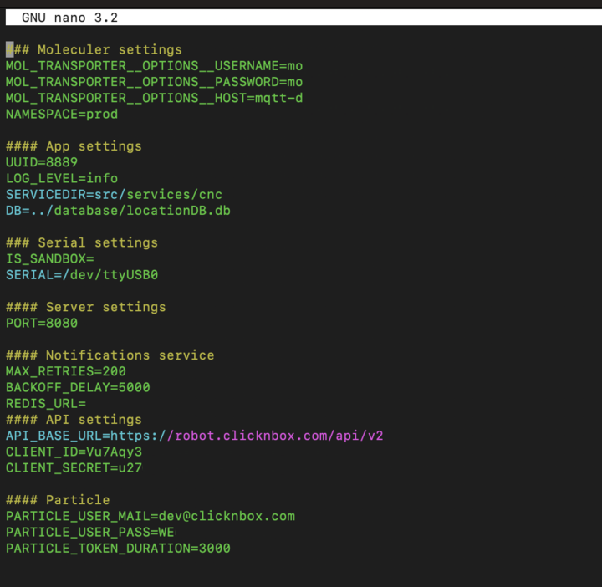 GNU nano 3.2
### Moleculer settings
MOL_TRANSPORTER__OPTIONS__USERNAME=mo
MOL_TRANSPORTER__OPTIONS__PASSWORD=mo
MOL_TRANSPORTER__OPTIONS__HOST=mqtt-d
NAMESPACE=prod
#### App settings
UUID=8889
LOG_LEVEL=info
SERVICEDIR=src/services/cnc
DB=../database/locationDB.db
### Serial settings
IS_SANDBOX=
SERIAL=/dev/ttyUSB0
#### Server settings
PORT=8080
#### Notifications service
MAX_RETRIES=200
BACKOFF_DELAY=5000
REDIS_URL=
#### API settings
API_BASE_URL=https://robot.clicknbox.com/api/v2
CLIENT_ID=Vu7Aqy3
CLIENT_SECRET=u27
#### Particle
PARTICLE_USER_MAIL=dev@clicknbox.com
PARTICLE_USER_PASS=WE
PARTICLE_TOKEN_DURATION=3000